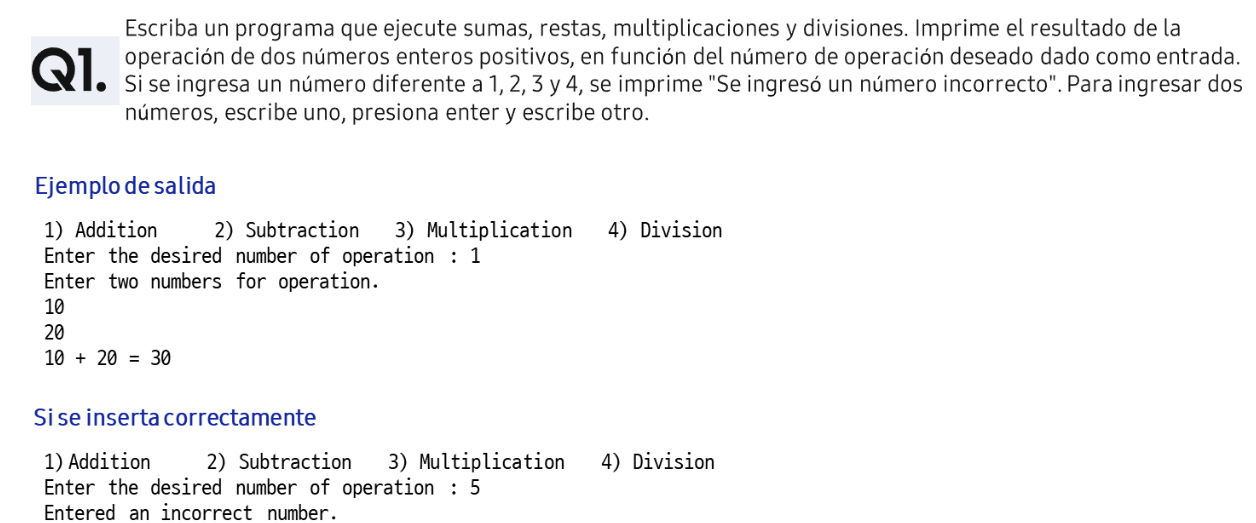 Q1.
Escriba un programa que ejecute sumas, restas, multiplicaciones y divisiones. Imprime el resultado de la
operación de dos números enteros positivos, en función del número de operación deseado dado como entrada.
Si se ingresa un número diferente a 1, 2, 3 y 4, se imprime "Se ingresó un número incorrecto". Para ingresar dos
números, escribe uno, presiona enter y escribe otro.
Ejemplo de salida
1) Addition 2) Subtraction 3) Multiplication 4) Division
Enter the desired number of operation : 1
Enter two numbers for operation.
10
20
10 + 20 = 30
Si se inserta correctamente
1) Addition 2) Subtraction 3) Multiplication 4) Division
Enter the desired number of operation : 5
Entered an incorrect number.